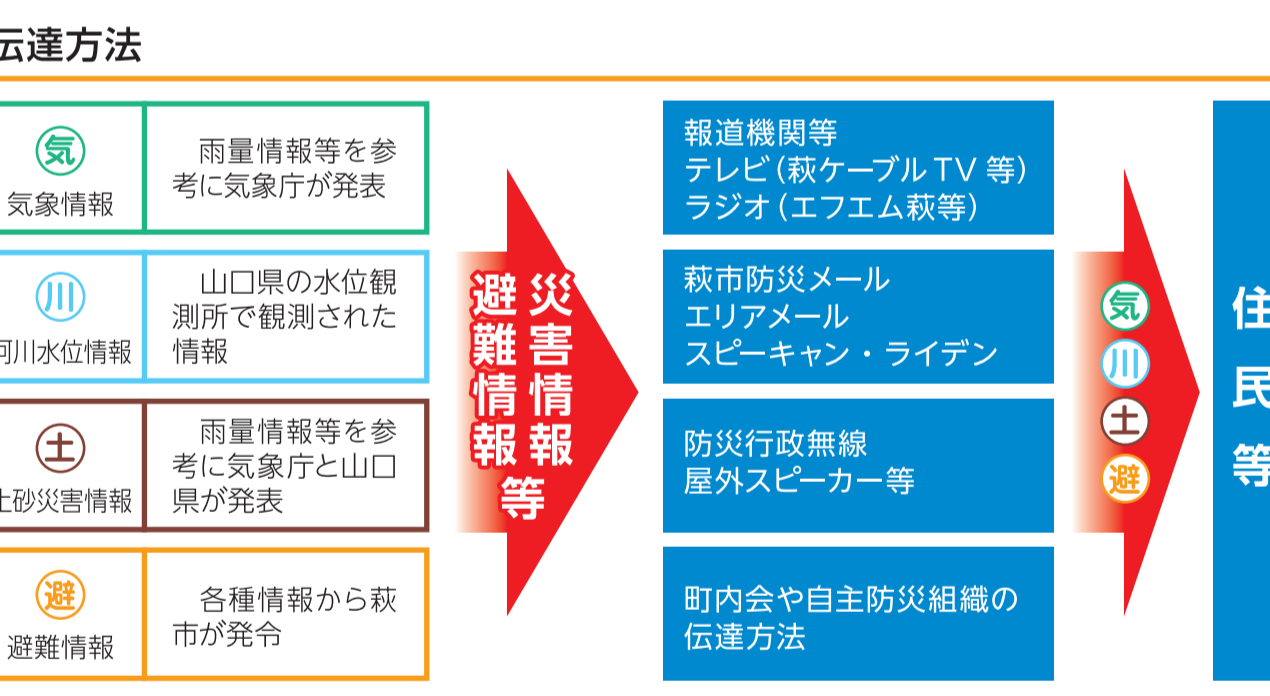 伝達方法
気
気象情報
雨量情報等を参
考に気象庁が発表
川
河川水位情報
山口県の水位観
測所で観測された
情報
土
土砂災害情報
雨量情報等を参
考に気象庁と山口
県が発表
避
避難情報
各種情報から萩
市が発令
災害情報
避難情報
等
報道機関等
テレビ（萩ケーブルTV 等）
ラジオ（エフエム萩等）
萩市防災メール
エリアメール
スピーキャン・ライデン
防災行政無線
屋外スピーカー等
町内会や自主防災組織の
伝達方法
気
川
土
避
住民等